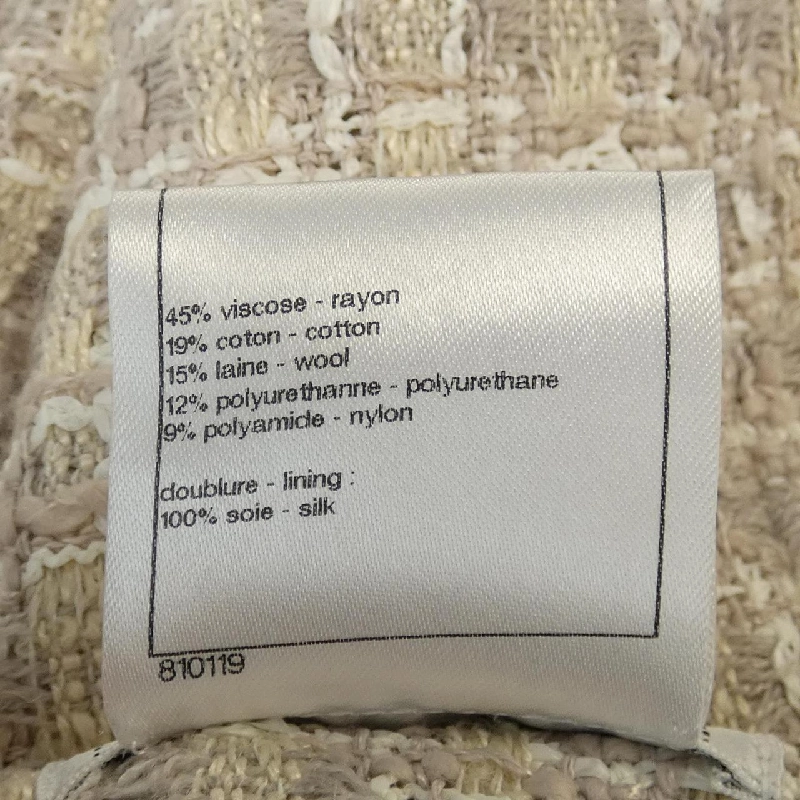 45% viscose - rayon
19% coton - cotton
15% laine - wool
12% polyurethanne - polyurethane
9% polyamide - nylon
doublure - lining :
100% soie - silk
810119